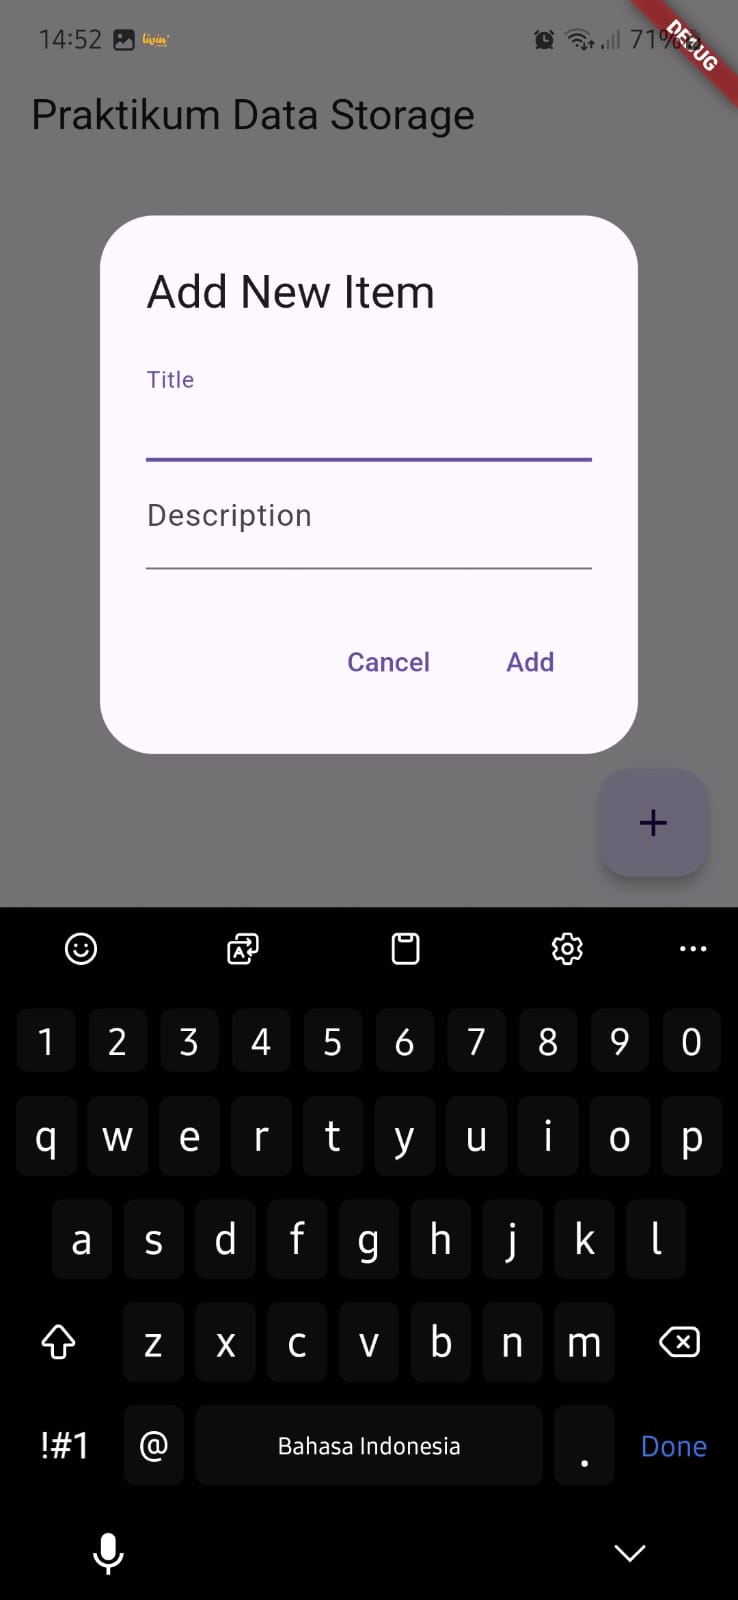 14:52 livin' 71%
DEBUG
Praktikum Data Storage
Add New Item
Title
Description
Cancel Add
+
1 2 3 4 5 6 7 8 9 0
q w e r t y u i o p
a s d f g h j k l
z x c v b n m
!#1 @ Bahasa Indonesia . Done